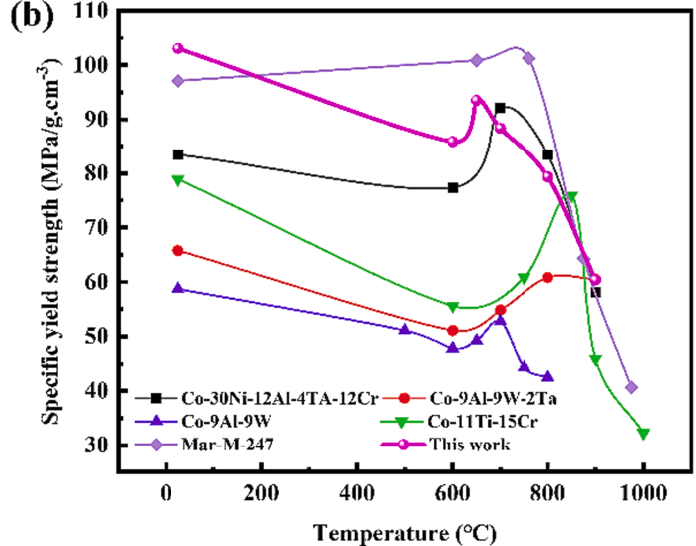 (b)
110
100
90
80
70
60
50
40
30
Specific yield strength (MPa/g.cm-3)
Co-30Ni-12Al-4TA-12Cr
Co-9Al-9W-2Ta
Co-9Al-9W
Co-11Ti-15Cr
Mar-M-247
This work
0 200 400 600 800 1000
Temperature (°C)